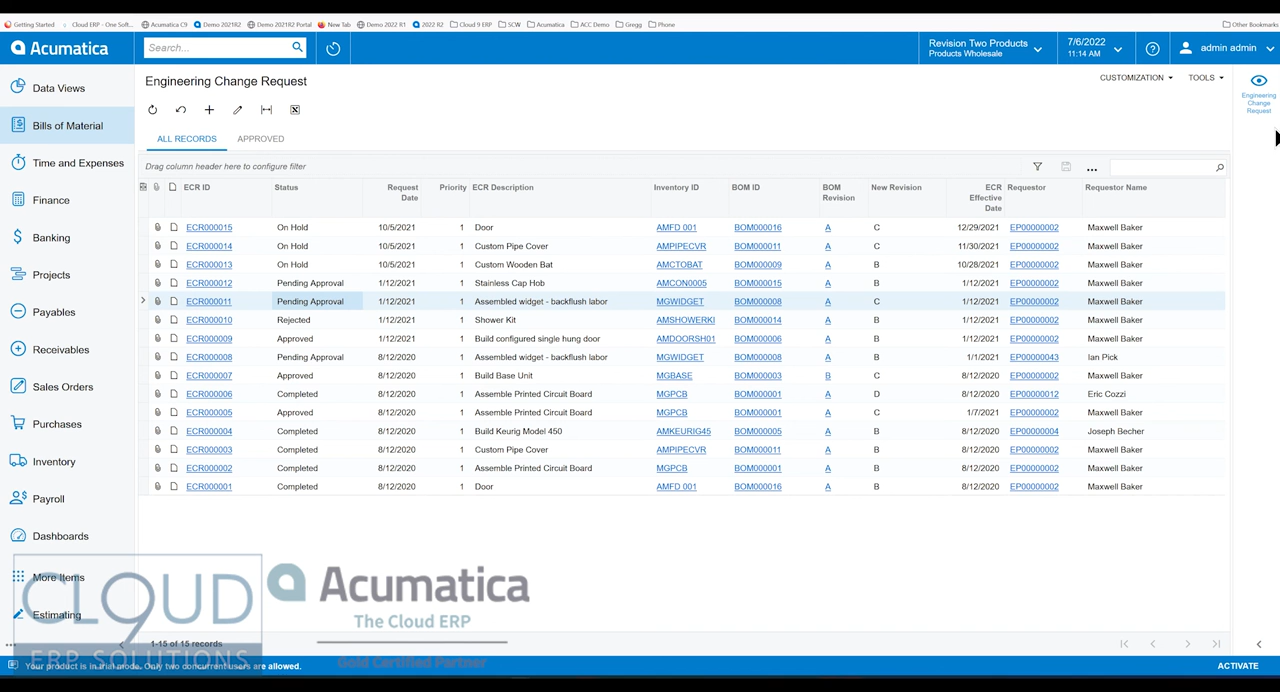 Getting Started Cloud ERP - One Soft... Acumatica C9 Demo 2021R2 Demo 2021R2 Portal New Tab Demo 2022 R1 2022 R2 Cloud 9 ERP SCW Acumatica ACC Demo Gregg Phone Other Bookmarks
Acumatica Search... Revision Two Products 7/6/2022 admin admin
Products Wholesale 11:14 AM
Engineering Change Request CUSTOMIZATION TOOLS
Engineering
Change
Request
Data Views
Bills of Material
Time and Expenses
Finance
Banking
Projects
Payables
Receivables
Sales Orders
Purchases
Inventory
Payroll
Dashboards
More Items
Estimating
ALL RECORDS APPROVED
Drag column header here to configure filter
ECR ID Status Request Date Priority ECR Description Inventory ID BOM ID BOM Revision New Revision ECR Effective Date Requestor Requestor Name
ECR000015 On Hold 10/5/2021 1 Door AMFD 001 BOM000016 A C 12/29/2021 EP00000002 Maxwell Baker
ECR000014 On Hold 10/5/2021 1 Custom Pipe Cover AMPIPECVR BOM000011 A C 11/30/2021 EP00000002 Maxwell Baker
ECR000013 On Hold 10/5/2021 1 Custom Wooden Bat AMCTOBAT BOM000009 A B 10/28/2021 EP00000002 Maxwell Baker
ECR000012 Pending Approval 1/12/2021 1 Stainless Cap Hob AMCON0005 BOM000015 A B 1/12/2021 EP00000002 Maxwell Baker
ECR000011 Pending Approval 1/12/2021 1 Assembled widget - backflush labor MGWIDGET BOM000008 A C 1/12/2021 EP00000002 Maxwell Baker
ECR000010 Rejected 1/12/2021 1 Shower Kit AMSHOWERKI BOM000014 A B 1/12/2021 EP00000002 Maxwell Baker
ECR000009 Approved 1/12/2021 1 Build configured single hung door AMDOORSH01 BOM000006 A B 1/12/2021 EP00000002 Maxwell Baker
ECR000008 Pending Approval 8/12/2020 1 Assembled widget - backflush labor MGWIDGET BOM000008 A B 1/1/2021 EP00000043 Ian Pick
ECR000007 Approved 8/12/2020 1 Build Base Unit MGBASE BOM000003 B C 8/12/2020 EP00000002 Maxwell Baker
ECR000006 Completed 8/12/2020 1 Assemble Printed Circuit Board MGPCB BOM000001 A D 8/12/2020 EP00000012 Eric Cozzi
ECR000005 Approved 8/12/2020 1 Assemble Printed Circuit Board MGPCB BOM000001 A C 1/7/2021 EP00000002 Maxwell Baker
ECR000004 Completed 8/12/2020 1 Build Keurig Model 450 AMKEURIG45 BOM000005 A B 8/12/2020 EP00000004 Joseph Becher
ECR000003 Completed 8/12/2020 1 Custom Pipe Cover AMPIPECVR BOM000011 A B 8/12/2020 EP00000002 Maxwell Baker
ECR000002 Completed 8/12/2020 1 Assemble Printed Circuit Board MGPCB BOM000001 A B 8/12/2020 EP00000002 Maxwell Baker
ECR000001 Completed 8/12/2020 1 Door AMFD 001 BOM000016 A B 8/12/2020 EP00000002 Maxwell Baker
CLOUD 9
ERP SOLUTIONS
Acumatica
The Cloud ERP
Gold Certified Partner
1-15 of 15 records
Your product is in trial mode. Only two concurrent users are allowed. ACTIVATE